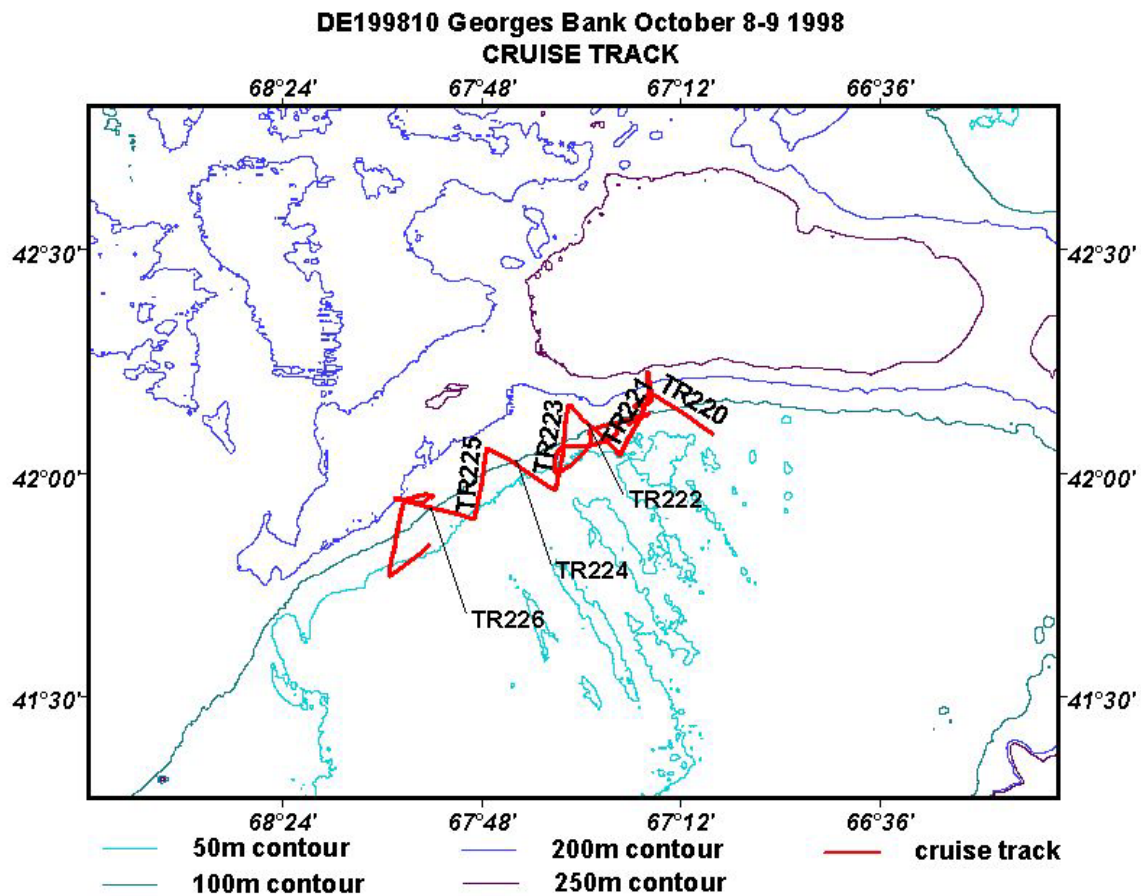 DE199810 Georges Bank October 8-9 1998
CRUISE TRACK
68°24' 67°48' 67°12' 66°36'
42°30' 42°30'
TR220
TR221
TR223
TR225
42°00' 42°00'
TR222
TR224
TR226
41°30' 41°30'
68°24' 67°48' 67°12' 66°36'
50m contour 200m contour cruise track
100m contour 250m contour